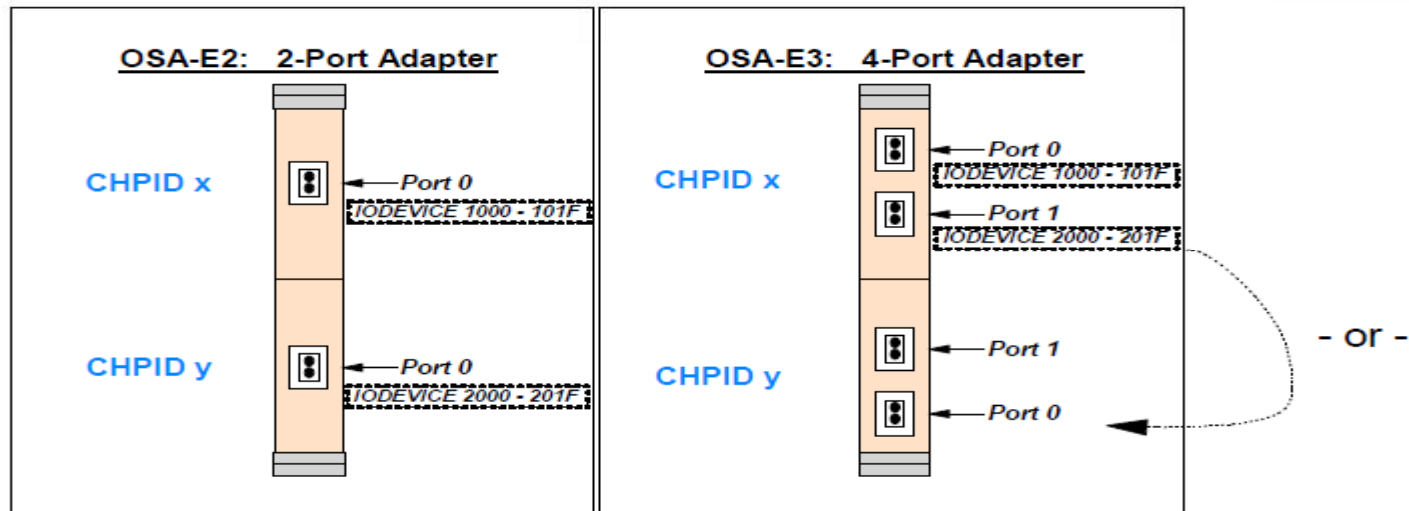 OSA-E2: 2-Port Adapter
CHPID x
Port 0
IODEVICE 1000 - 101F
CHPID y
Port 0
IODEVICE 2000 - 201F
OSA-E3: 4-Port Adapter
CHPID x
Port 0
IODEVICE 1000 - 101F
Port 1
IODEVICE 2000 - 201F
CHPID y
Port 1
Port 0
- or -